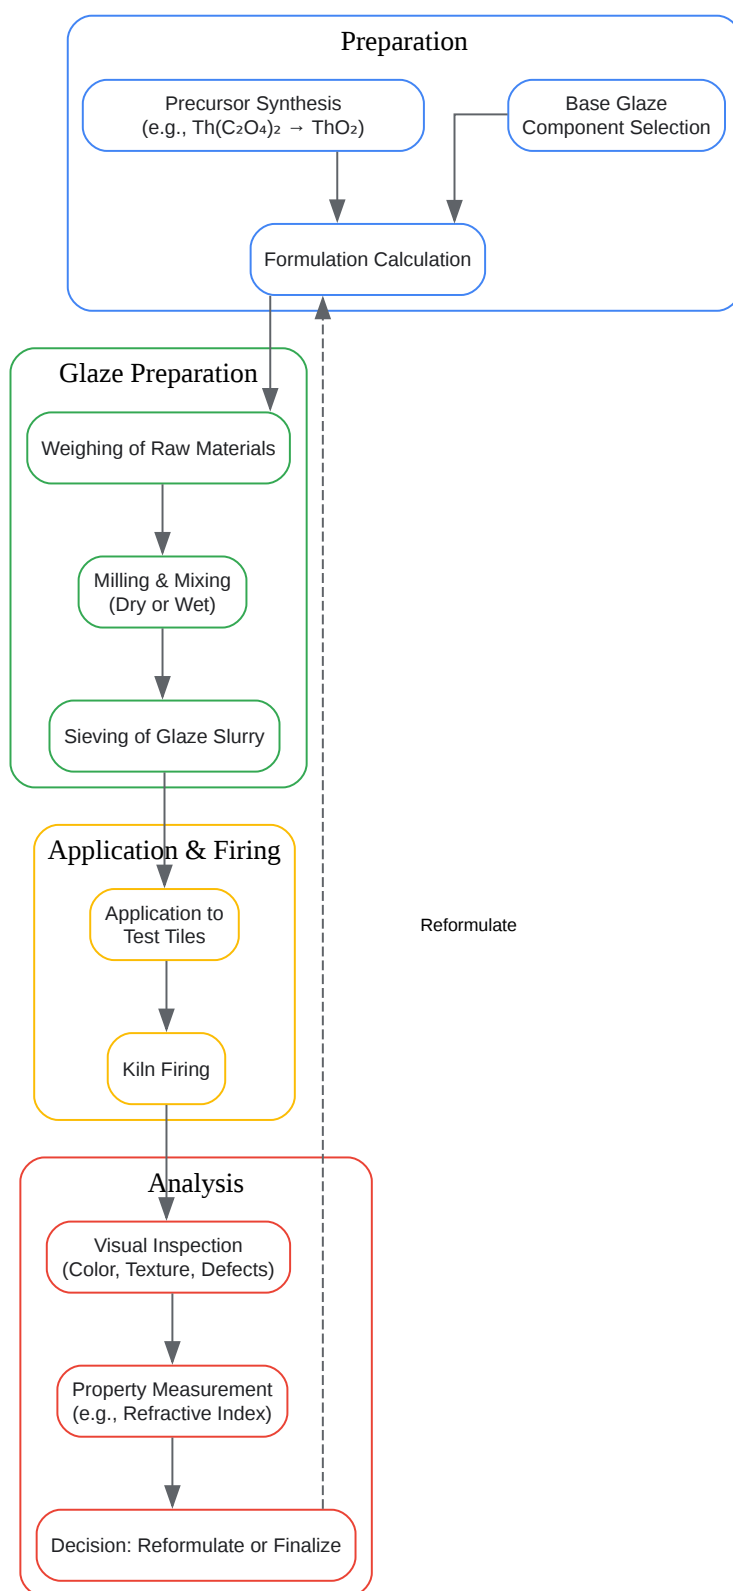 Preparation
Precursor Synthesis
(e.g., Th(C₂O₄)₂ → ThO₂)
Base Glaze
Component Selection
Formulation Calculation
Glaze Preparation
Weighing of Raw Materials
Milling & Mixing
(Dry or Wet)
Sieving of Glaze Slurry
Application & Firing
Application to
Test Tiles
Reformulate
Kiln Firing
Analysis
Visual Inspection
(Color, Texture, Defects)
Property Measurement
(e.g., Refractive Index)
Decision: Reformulate or Finalize